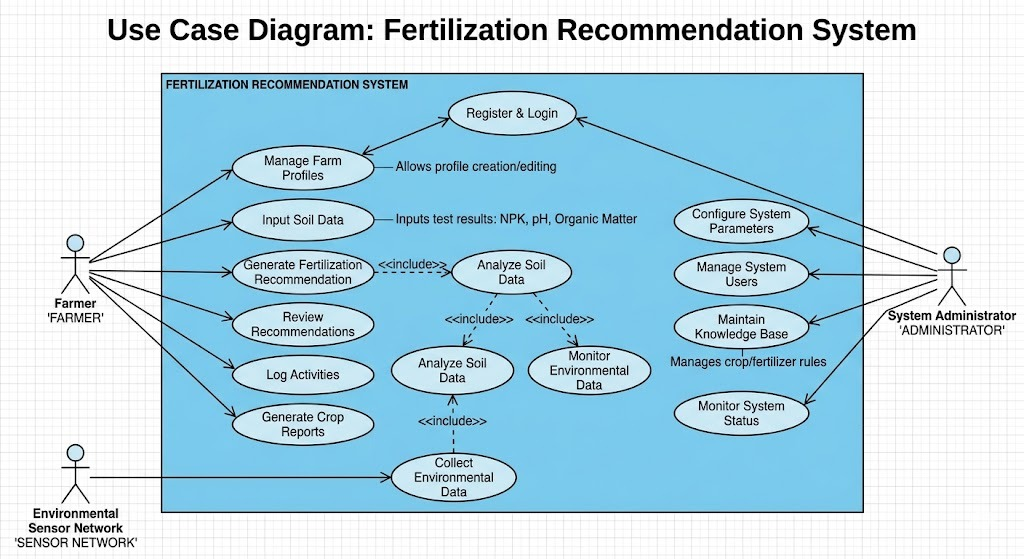 Use Case Diagram: Fertilization Recommendation System
FERTILIZATION RECOMMENDATION SYSTEM
Register & Login
Manage Farm
Profiles
Allows profile creation/editing
Input Soil Data
Inputs test results: NPK, pH, Organic Matter
Configure System
Parameters
Generate Fertilization
Recommendation
<<include>>
Analyze Soil
Data
Manage System
Users
Farmer
'FARMER'
System Administrator
'ADMINISTRATOR'
Review
Recommendations
<<include>>
<<include>>
Maintain
Knowledge Base
Manages crop/fertilizer rules
Log Activities
Analyze Soil
Data
Monitor
Environmental
Data
Generate Crop
Reports
<<include>>
Monitor System
Status
Collect
Environmental
Data
Environmental
Sensor Network
'SENSOR NETWORK'